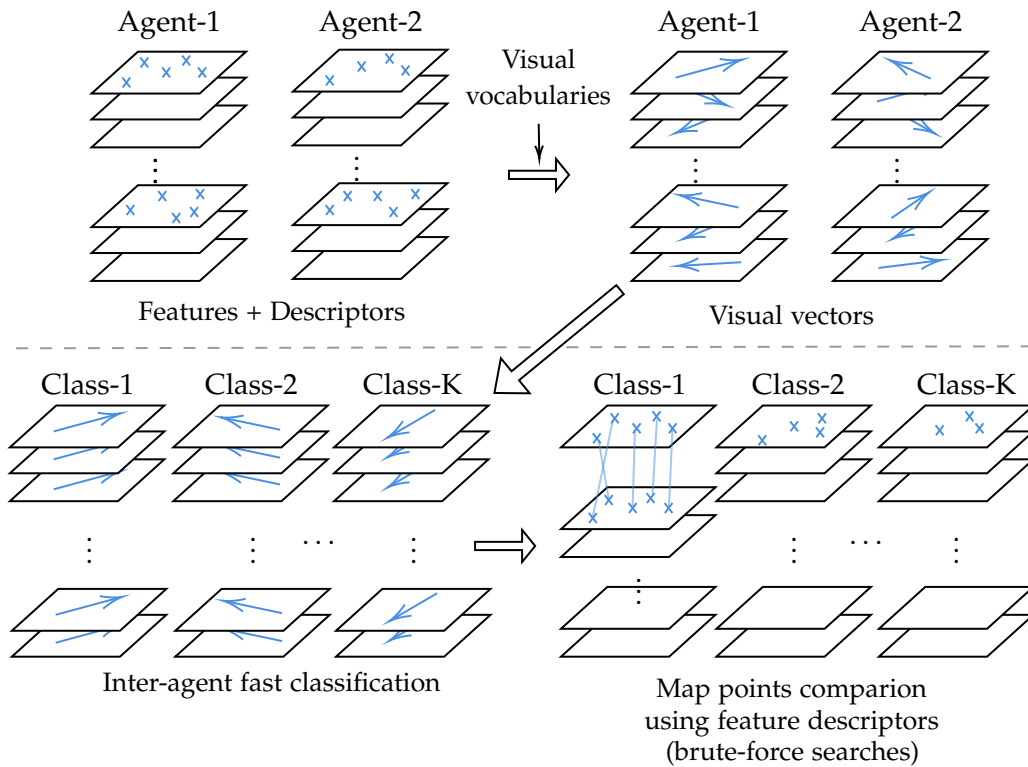 Agent-1
Agent-2
Visual
vocabularies
Agent-1
Agent-2
Features + Descriptors
Visual vectors
Class-1
Class-2
Class-K
Class-1
Class-2
Class-K
Inter-agent fast classification
Map points comparion
using feature descriptors
(brute-force searches)